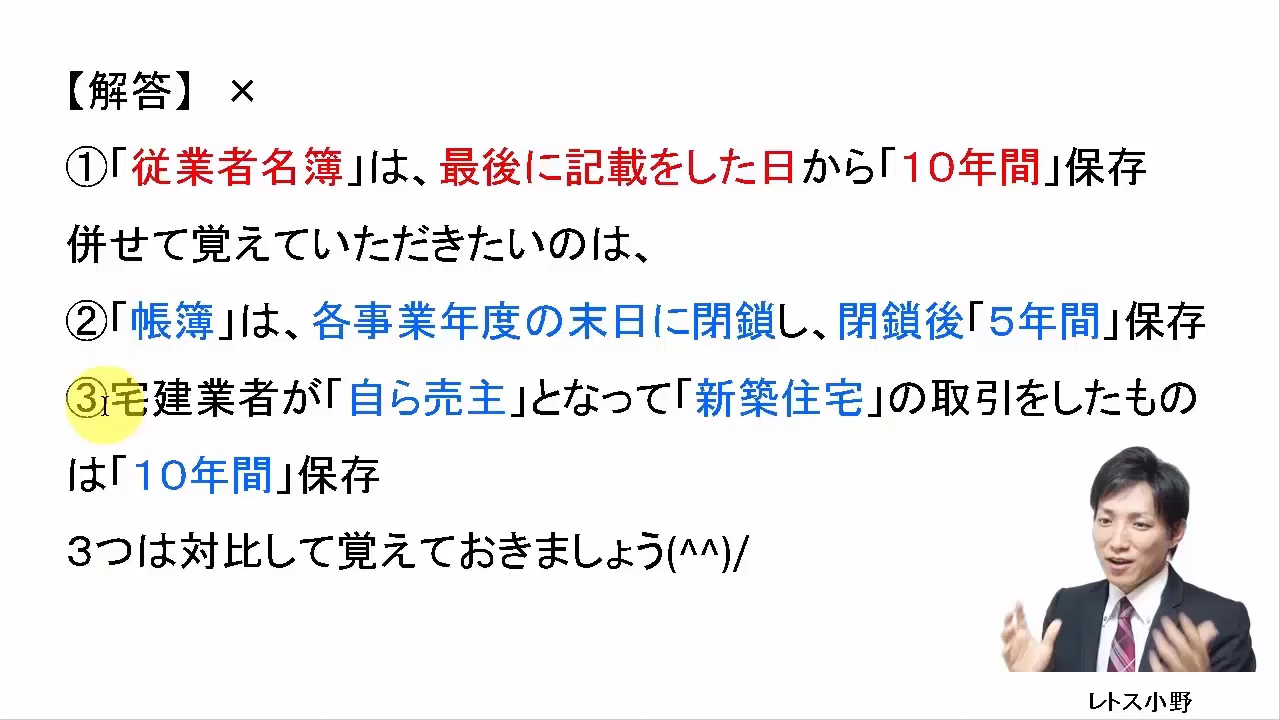 【解答】 ×
①「従業者名簿」は、最後に記載をした日から「１０年間」保存
併せて覚えていただきたいのは、
②「帳簿」は、各事業年度の末日に閉鎖し、閉鎖後「５年間」保存
③宅建業者が「自ら売主」となって「新築住宅」の取引をしたもの
は「１０年間」保存
３つは対比して覚えておきましょう(^^)/
レトス小野